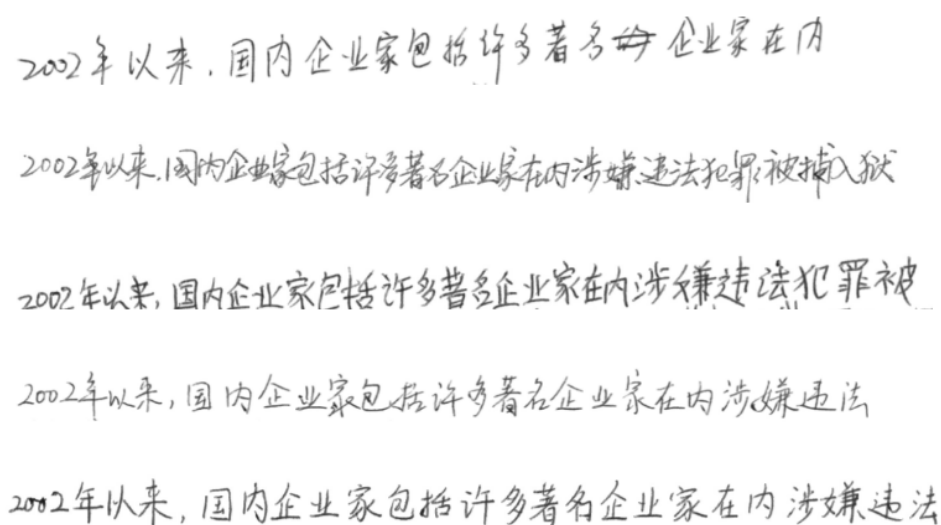 2002年以来，国内企业家包括许多著名企业家在内
2002年以来，国内企业家包括许多著名企业家在内涉嫌违法犯罪被捕入狱
2002年以来，国内企业家包括许多著名企业家在内涉嫌违法犯罪被
2002年以来，国内企业家包括许多著名企业家在内涉嫌违法
2002年以来，国内企业家包括许多著名企业家在内涉嫌违法